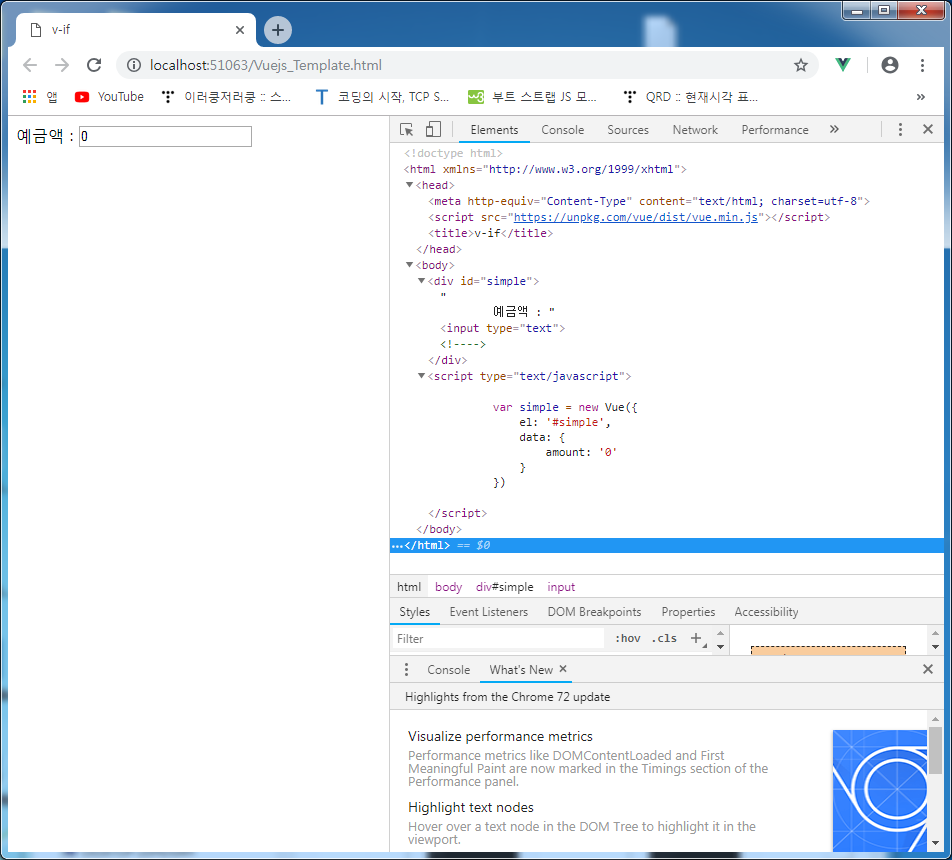 v-if
localhost:51063/Vuejs_Template.html
앱 YouTube 이러쿵저러쿵 :: 스... 코딩의 시작, TCP S... w3 부트 스트랩 JS 모... QRD :: 현재시각 표... »
예금액 : 0
Elements Console Sources Network Performance »
<!doctype html>
<html xmlns="http://www.w3.org/1999/xhtml">
<head>
<meta http-equiv="Content-Type" content="text/html; charset=utf-8">
<script src="https://unpkg.com/vue/dist/vue.min.js"></script>
<title>v-if</title>
</head>
<body>
<div id="simple">
"
예금액 : "
<input type="text">
<!---->
</div>
<script type="text/javascript">
var simple = new Vue({
el: '#simple',
data: {
amount: '0'
}
})
</script>
</body>
...</html> == $0
html body div#simple input
Styles Event Listeners DOM Breakpoints Properties Accessibility
Filter :hov .cls +
Console What's New
Highlights from the Chrome 72 update
Visualize performance metrics
Performance metrics like DOMContentLoaded and First
Meaningful Paint are now marked in the Timings section of the
Performance panel.
Highlight text nodes
Hover over a text node in the DOM Tree to highlight it in the
viewport.